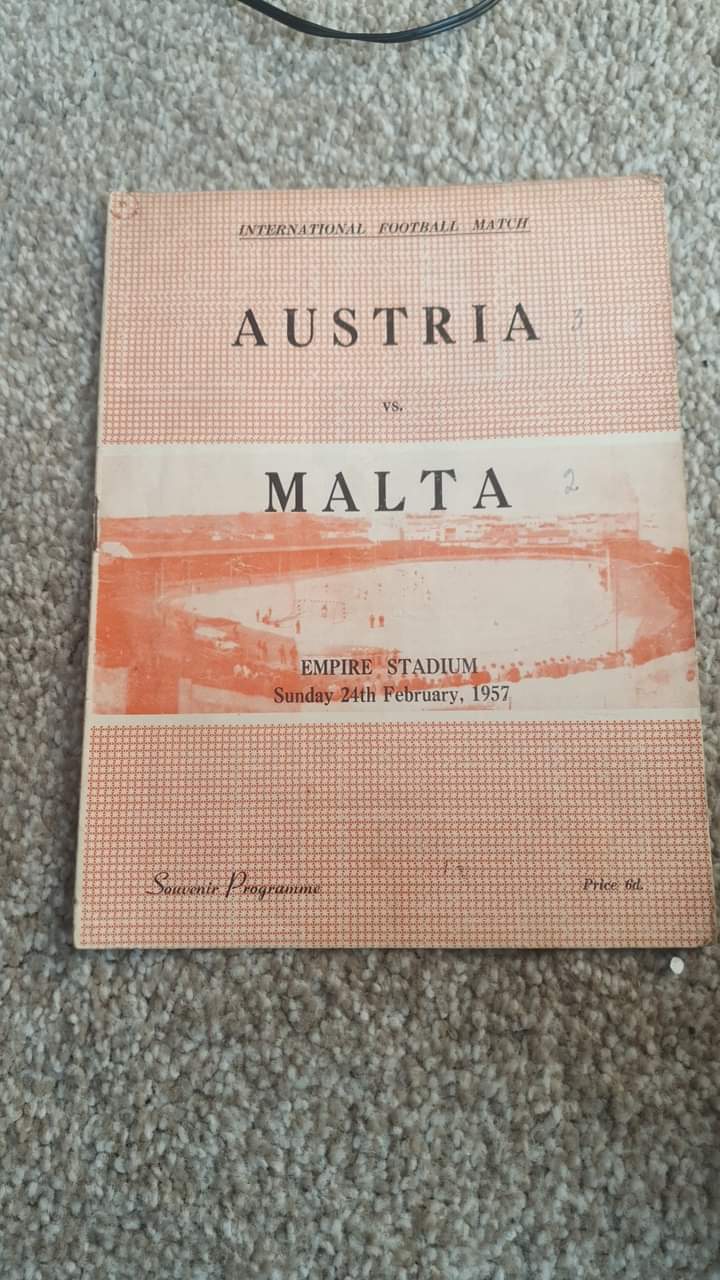 INTERNATIONAL FOOTBALL MATCH
AUSTRIA 3
vs.
MALTA 2
EMPIRE STADIUM
Sunday 24th February, 1957
Souvenir Programme
Price 6d.